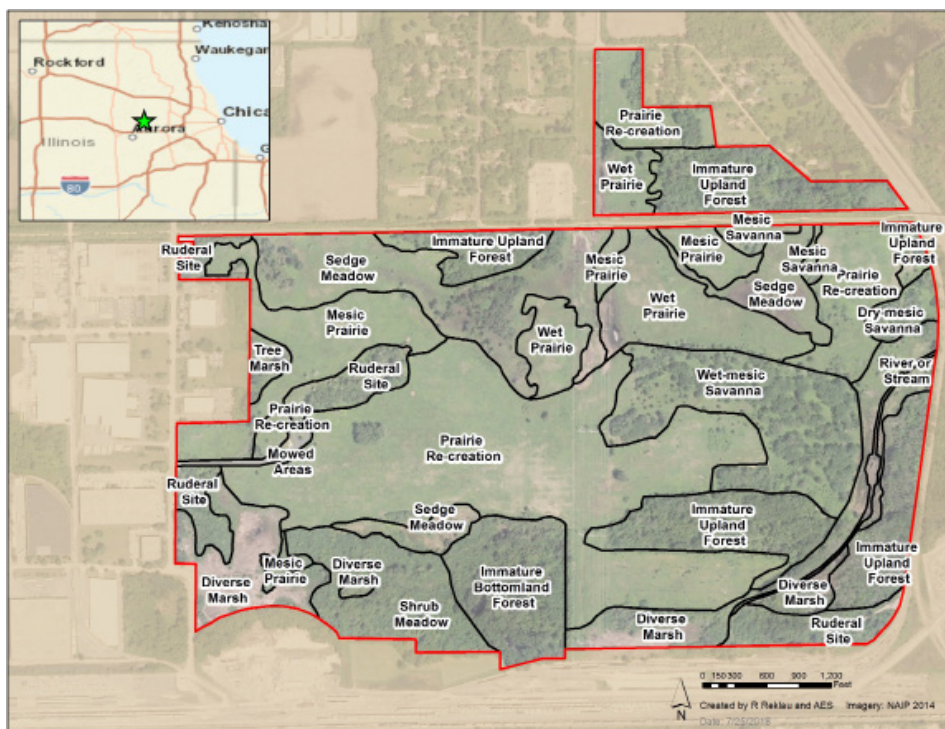 Kenosha
Waukegan
Rockford
Chica
Aurora
Illinois
80
Prairie
Re-creation
Wet
Prairie
Immature
Upland
Forest
Ruderal
Site
Sedge
Meadow
Immature Upland
Forest
Mesic
Prairie
Mesic
Prairie
Mesic
Savanna
Mesic
Savanna
Immature
Upland
Forest
Sedge
Meadow
Prairie
Re-creation
Mesic
Prairie
Wet
Prairie
Wet
Prairie
Dry-mesic
Savanna
Tree
Marsh
Ruderal
Site
Wet-mesic
Savanna
River or
Stream
Prairie
Re-creation
Mowed
Areas
Prairie
Re-creation
Ruderal
Site
Sedge
Meadow
Immature
Upland
Forest
Diverse
Marsh
Mesic
Prairie
Diverse
Marsh
Immature
Bottomland
Forest
Shrub
Meadow
Immature
Upland
Forest
Diverse
Marsh
Diverse
Marsh
Ruderal
Site
0 150 300 600 900 1,200
Feet
N
Created by R Reklau and AES Imagery: NAIP 2014